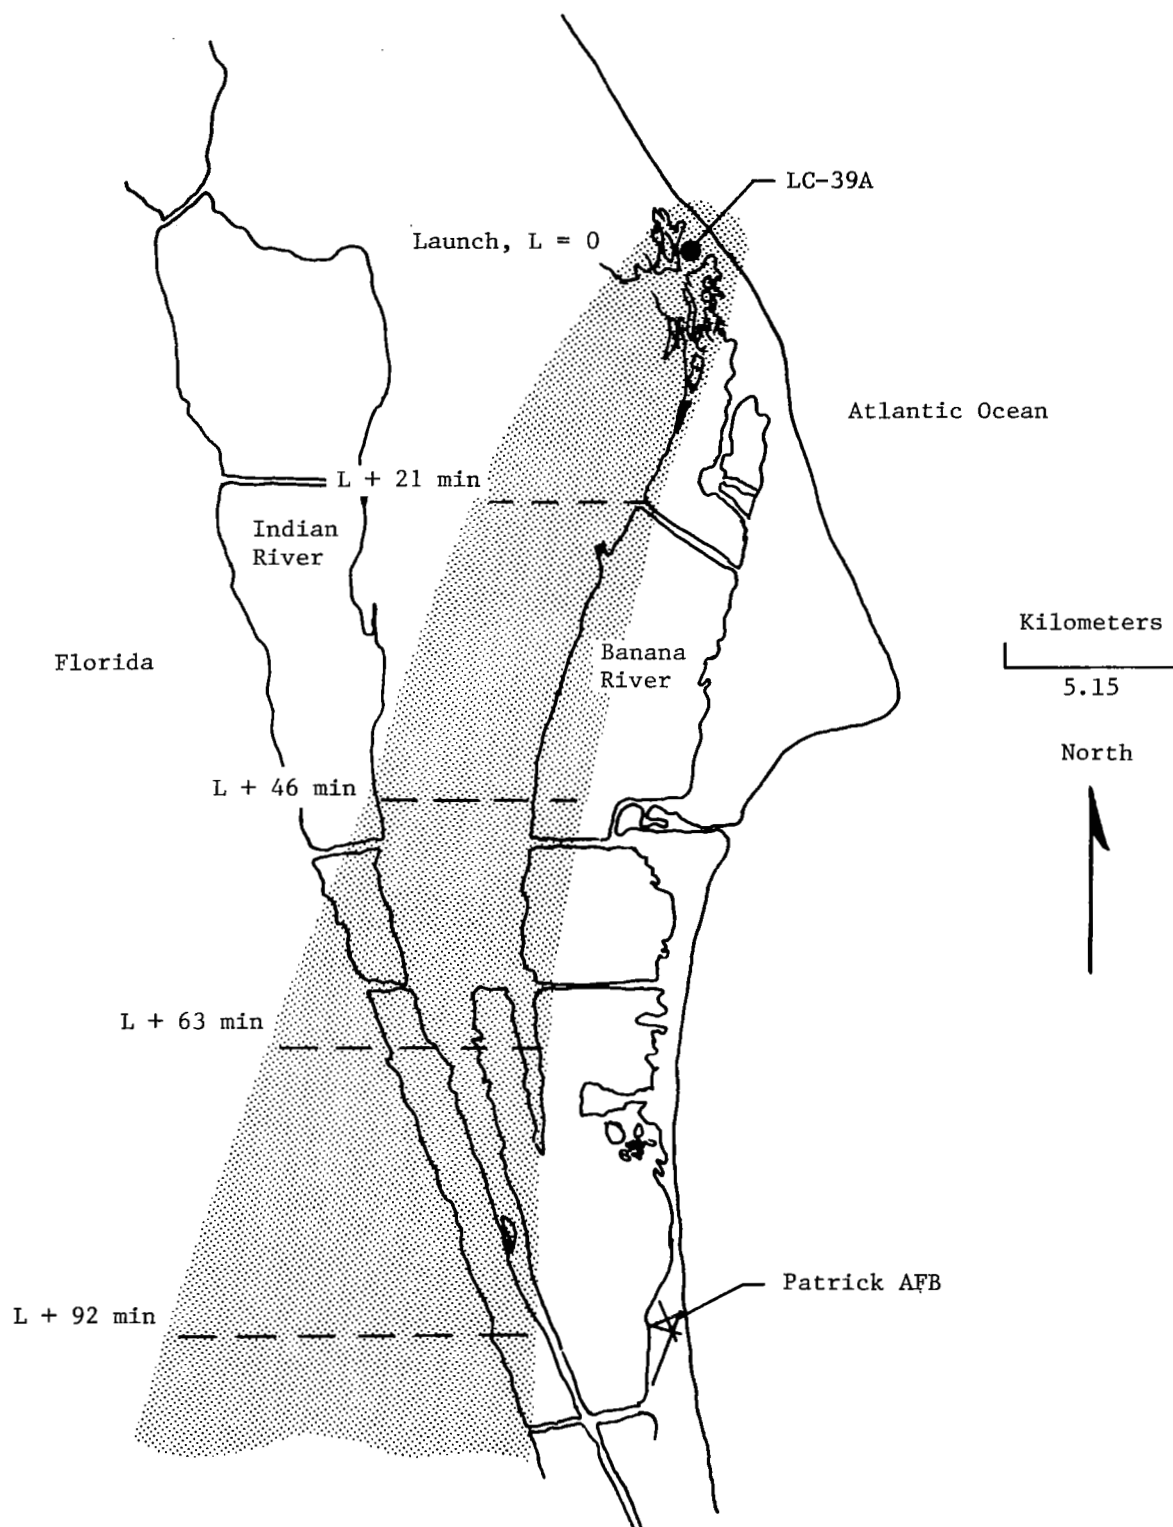 LC-39A
Launch, L = 0
Atlantic Ocean
L + 21 min
Indian
River
Kilometers
5.15
Banana
River
Florida
North
L + 46 min
L + 63 min
Patrick AFB
L + 92 min